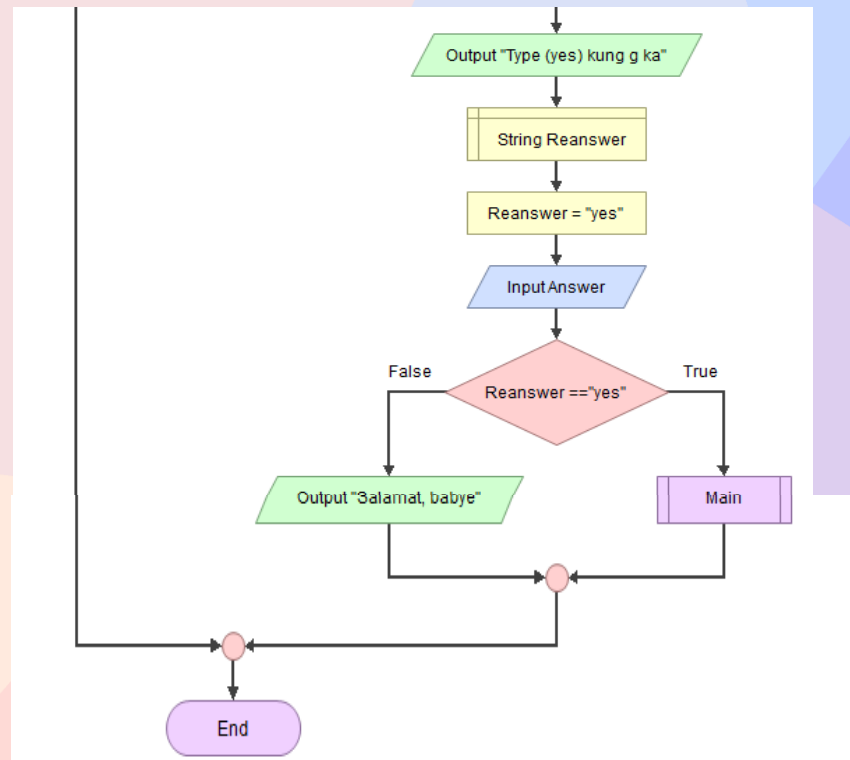 Output "Type (yes) kung g ka"
String Reanswer
Reanswer = "yes"
Input Answer
False
True
Reanswer =="yes"
Output "Salamat, babye"
Main
End